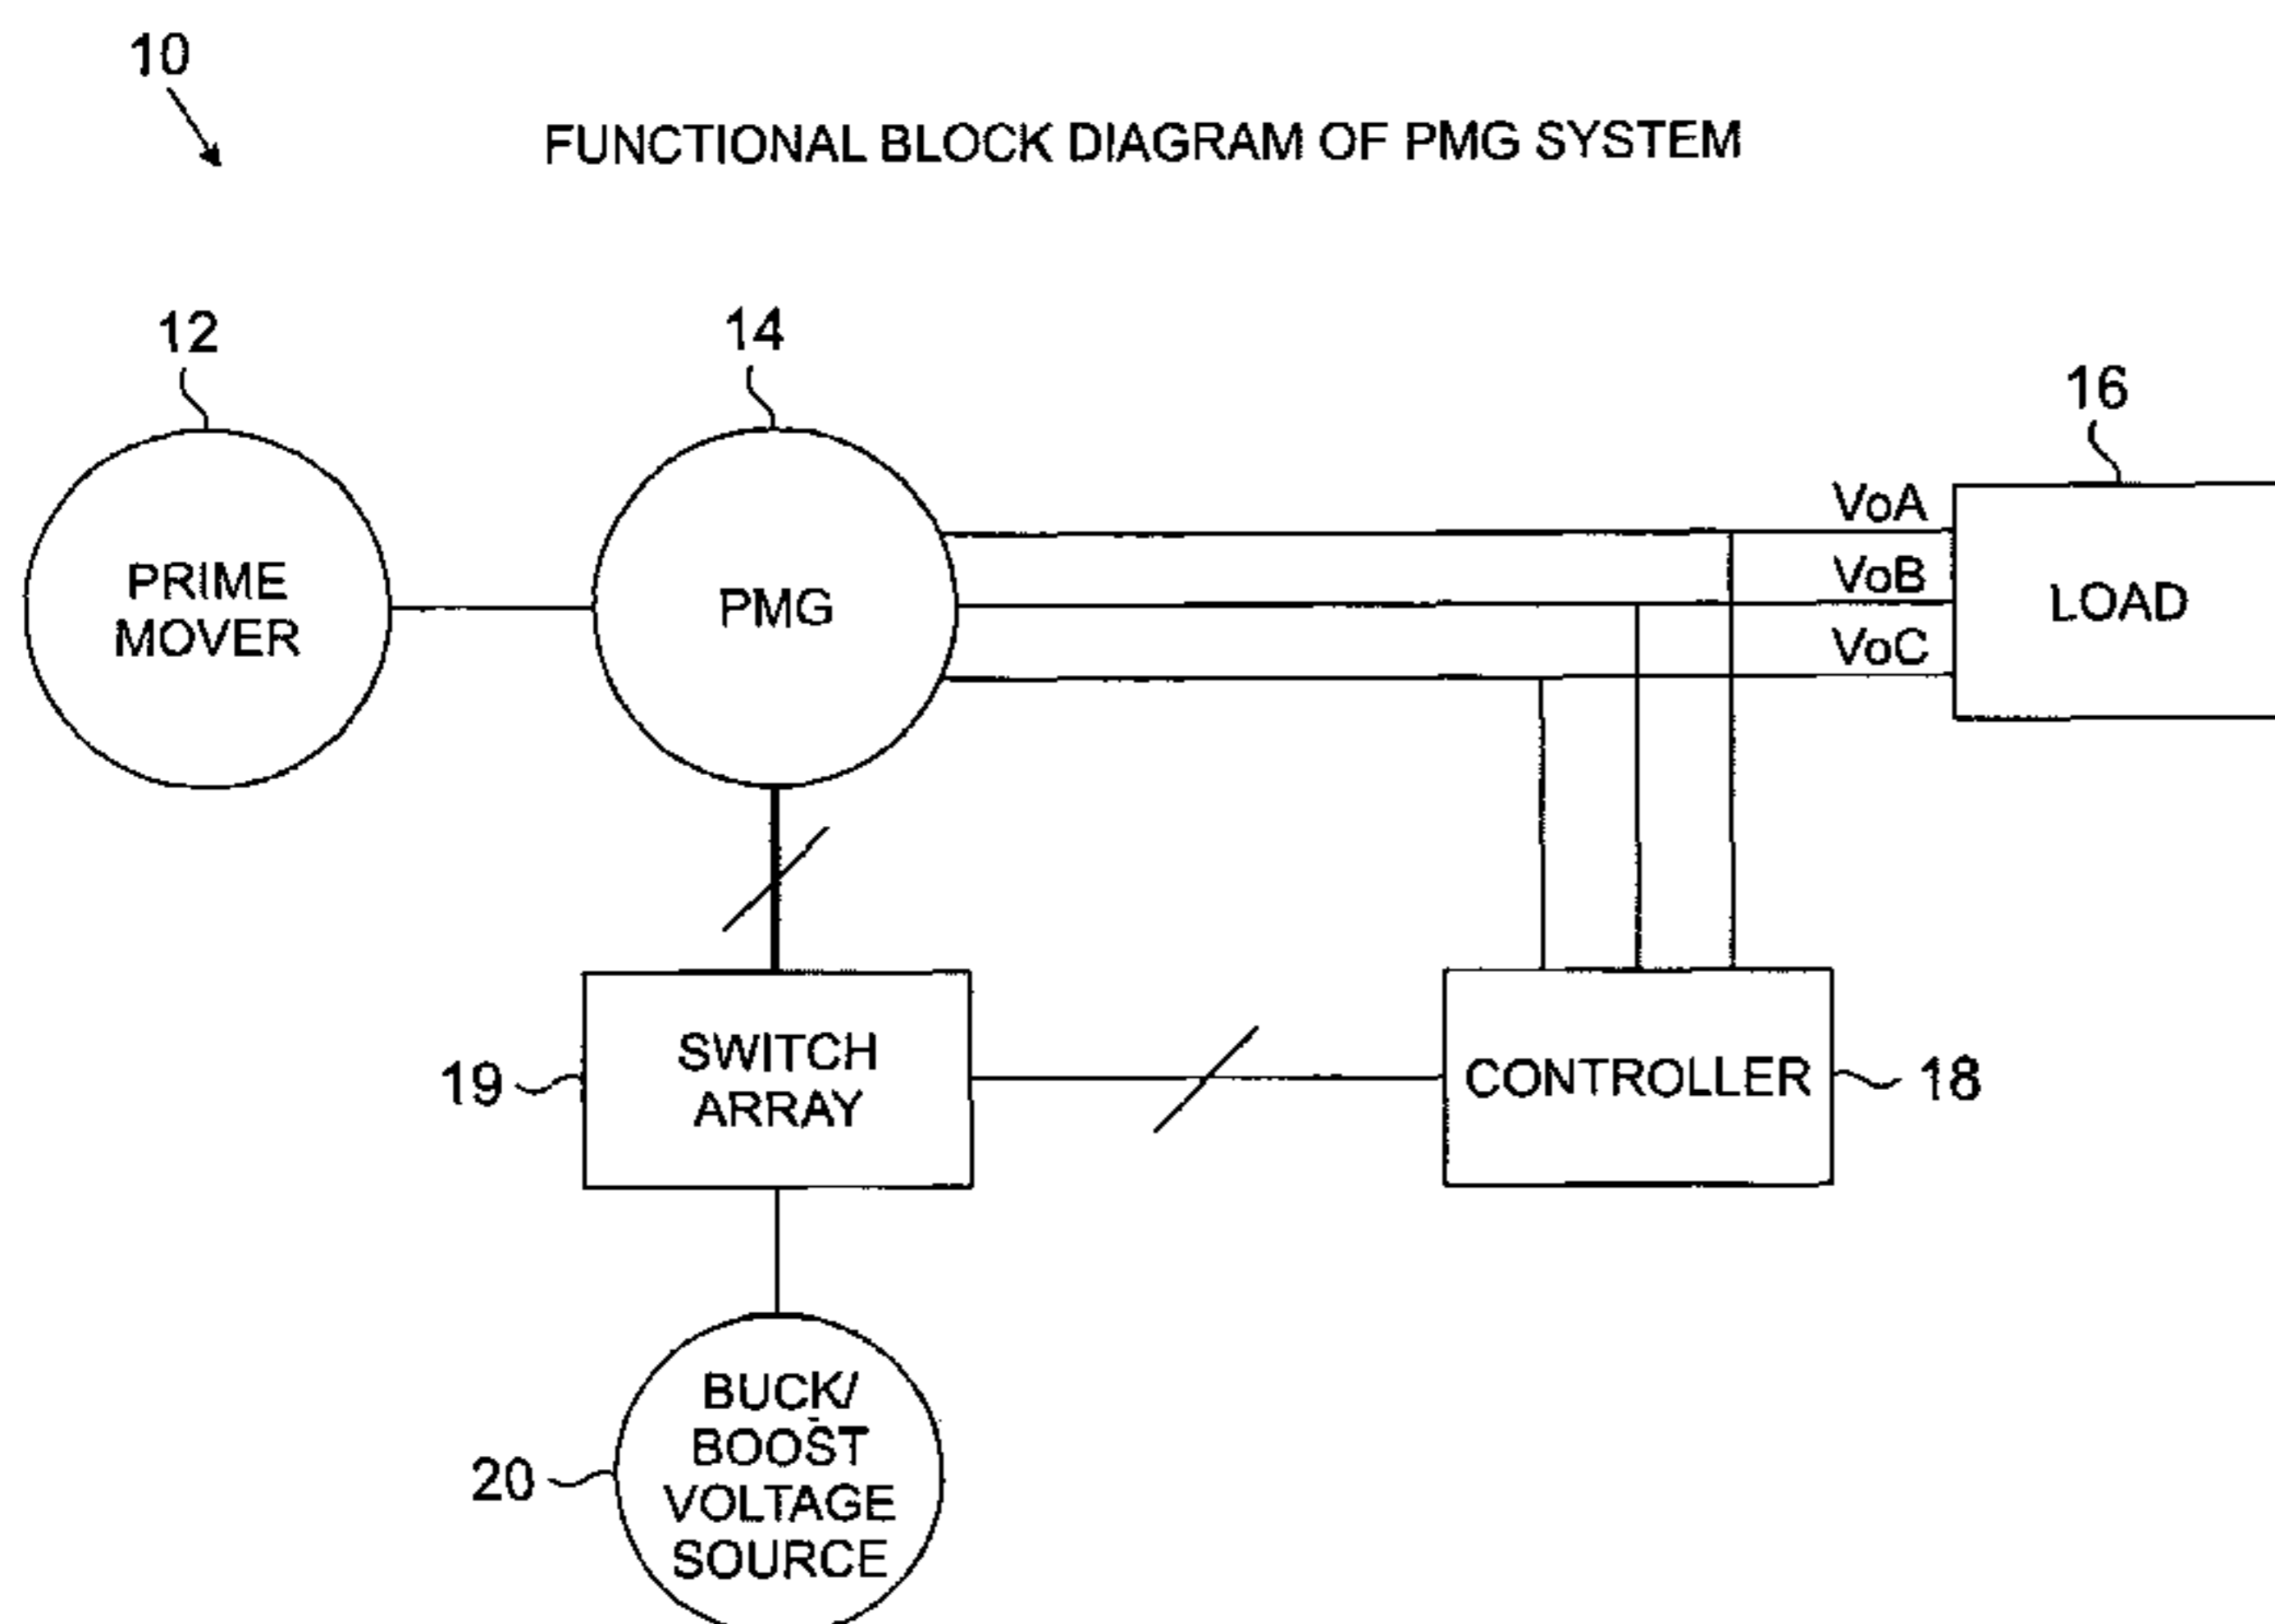 10
FUNCTIONAL BLOCK DIAGRAM OF PMG SYSTEM
12
14
16
PRIME
MOVER
PMG
VoA
VoB
VoC
LOAD
19
SWITCH
ARRAY
CONTROLLER
18
20
BUCK/
BOOST
VOLTAGE
SOURCE